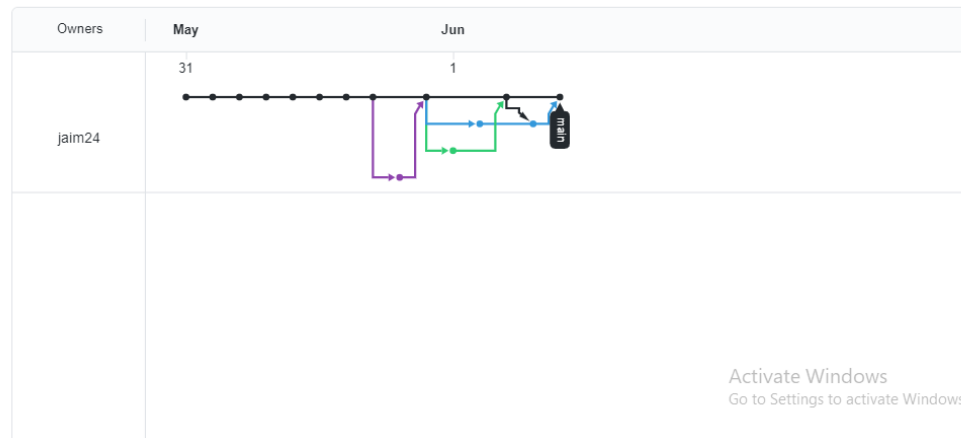 Owners
May
Jun
31
1
jaim24
main
Activate Windows
Go to Settings to activate Windows